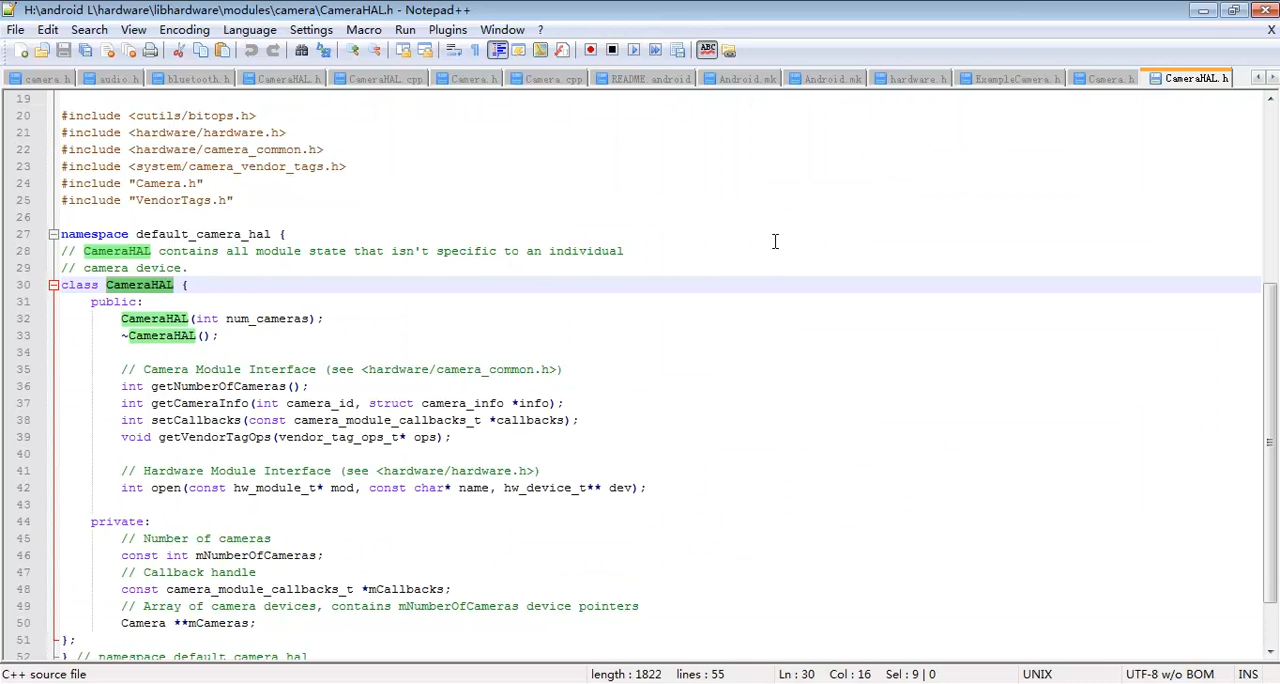 H:\android L\hardware\libhardware\modules\camera\CameraHAL.h - Notepad++
File Edit Search View Encoding Language Settings Macro Run Plugins Window ? X
camera.h audio.h bluetooth.h CameraHAL.h CameraHAL.cpp Camera.h Camera.cpp README.android Android.mk Android.mk hardware.h ExampleCamera.h Camera.h CameraHAL.h
19
20 #include <cutils/bitops.h>
21 #include <hardware/hardware.h>
22 #include <hardware/camera_common.h>
23 #include <system/camera_vendor_tags.h>
24 #include "Camera.h"
25 #include "VendorTags.h"
26
27 namespace default_camera_hal {
28 // CameraHAL contains all module state that isn't specific to an individual
29 // camera device.
30 class CameraHAL {
31 public:
32 CameraHAL(int num_cameras);
33 ~CameraHAL();
34
35 // Camera Module Interface (see <hardware/camera_common.h>)
36 int getNumberOfCameras();
37 int getCameraInfo(int camera_id, struct camera_info *info);
38 int setCallbacks(const camera_module_callbacks_t *callbacks);
39 void getVendorTagOps(vendor_tag_ops_t* ops);
40
41 // Hardware Module Interface (see <hardware/hardware.h>)
42 int open(const hw_module_t* mod, const char* name, hw_device_t** dev);
43
44 private:
45 // Number of cameras
46 const int mNumberOfCameras;
47 // Callback handle
48 const camera_module_callbacks_t *mCallbacks;
49 // Array of camera devices, contains mNumberOfCameras device pointers
50 Camera **mCameras;
51 };
52 } // namespace default_camera_hal
C++ source file length : 1822 lines : 55 Ln : 30 Col : 16 Sel : 9 | 0 UNIX UTF-8 w/o BOM INS